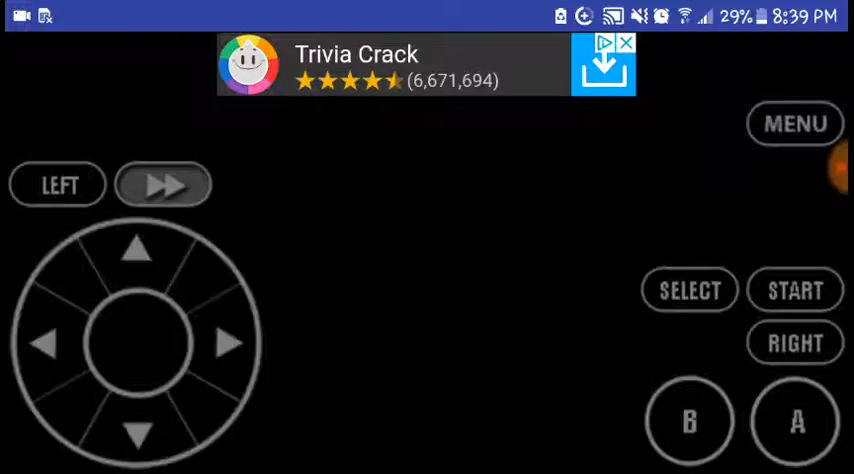 29% 8:39 PM
Trivia Crack
(6,671,694)
MENU
LEFT
SELECT START
RIGHT
B A